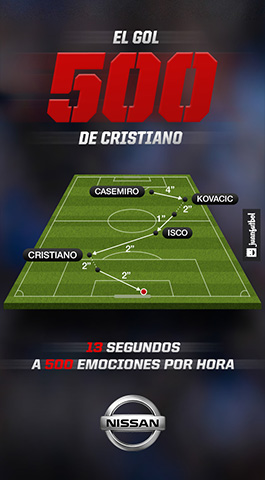 EL GOL
500
DE CRISTIANO
CASEMIRO
4"
KOVACIC
2"
1"
ISCO
2"
CRISTIANO
2"
2"
juanfutbol
13 SEGUNDOS
A 500 EMOCIONES POR HORA
NISSAN